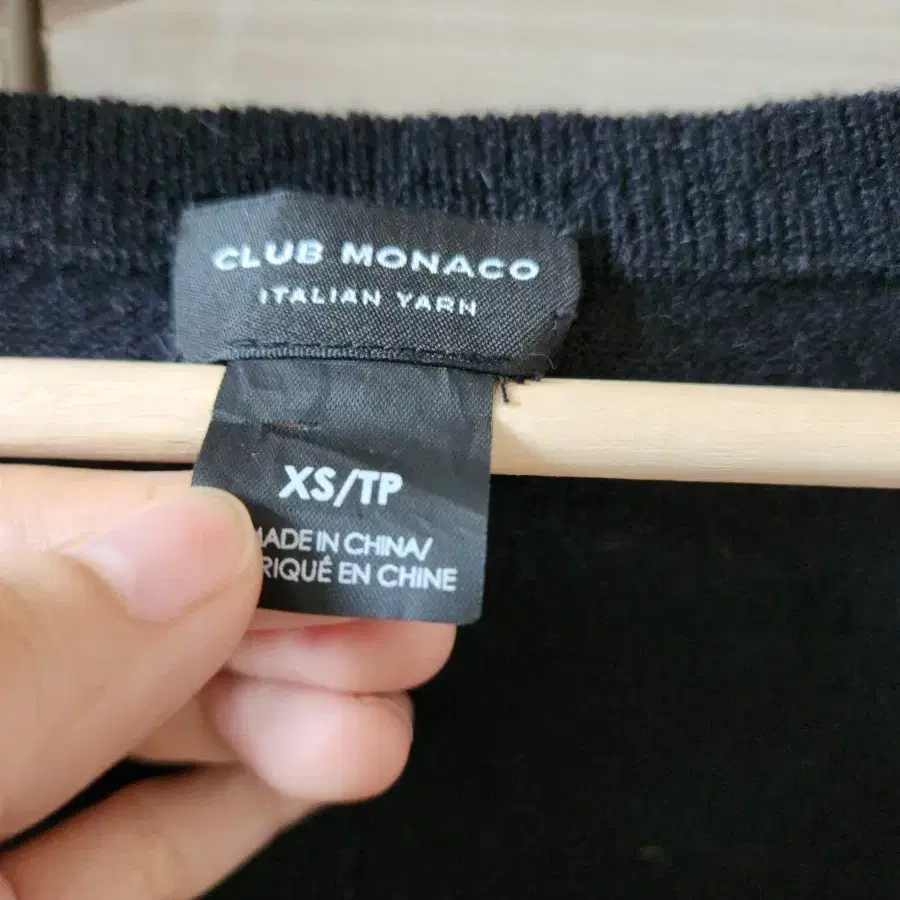 CLUB MONACO
ITALIAN YARN
XS/TP
MADE IN CHINA/
RIQUÉ EN CHINE